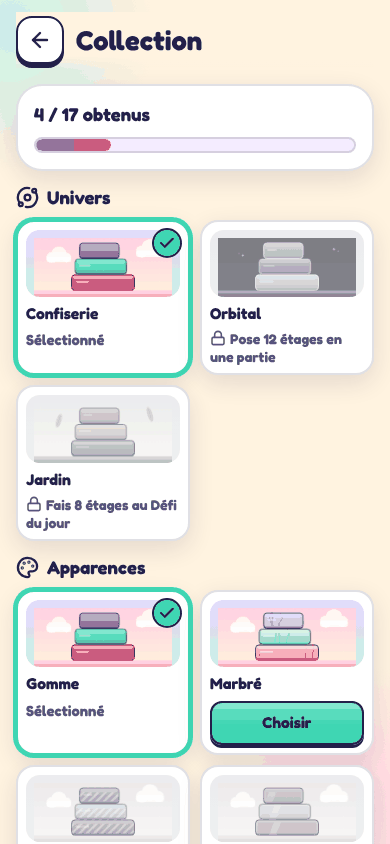 Collection
4 / 17 obtenus
Univers
Confiserie
Sélectionné
Orbital
Pose 12 étages en
une partie
Jardin
Fais 8 étages au Défi
du jour
Apparences
Gomme
Sélectionné
Marbré
Choisir